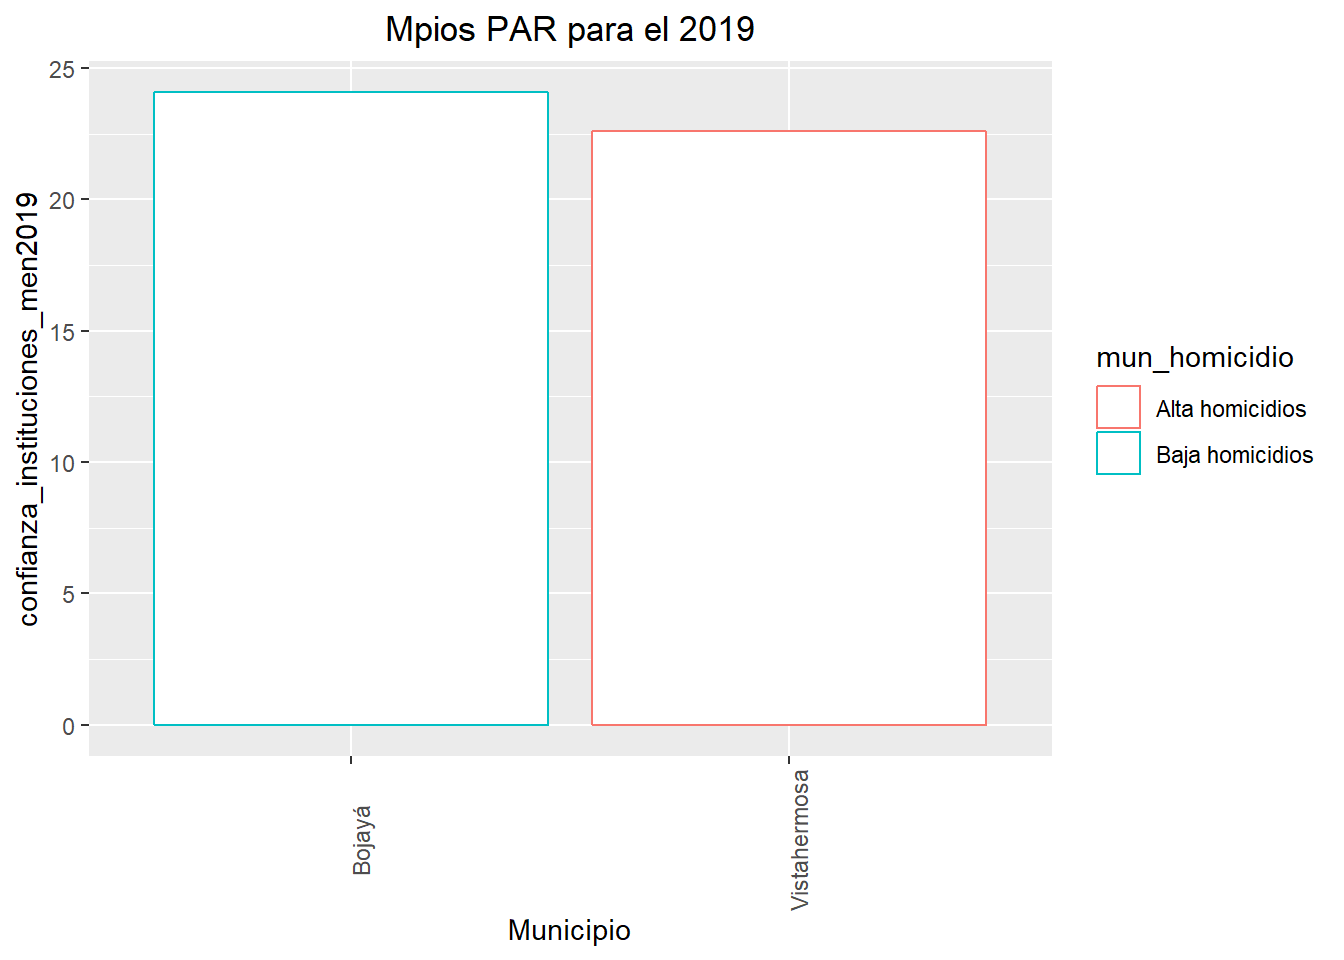 Mpios PAR para el 2019
confianza_instituciones_men2019
25
20
15
10
5
0
Bojayá
Vistahermosa
Municipio
mun_homicidio
Alta homicidios
Baja homicidios